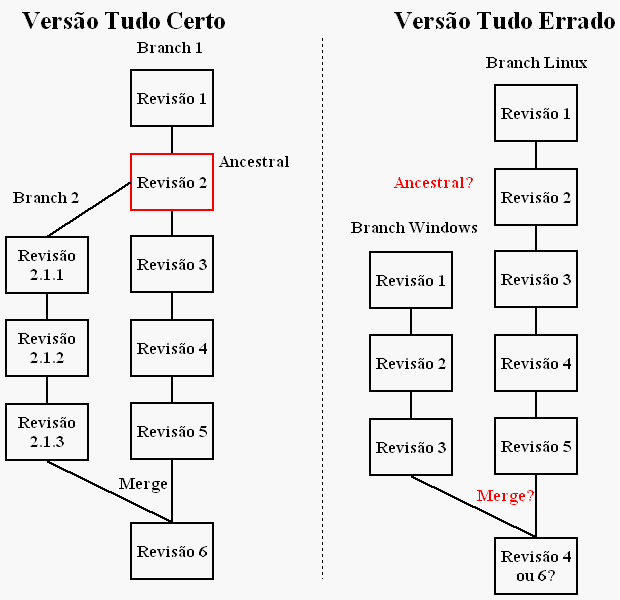 Versão Tudo Certo
Branch 1
Revisão 1
Ancestral
Revisão 2
Branch 2
Revisão
2.1.1
Revisão 3
Revisão
2.1.2
Revisão 4
Revisão
2.1.3
Revisão 5
Merge
Revisão 6
Versão Tudo Errado
Branch Linux
Revisão 1
Ancestral?
Revisão 2
Branch Windows
Revisão 1
Revisão 3
Revisão 2
Revisão 4
Revisão 3
Revisão 5
Merge?
Revisão 4
ou 6?